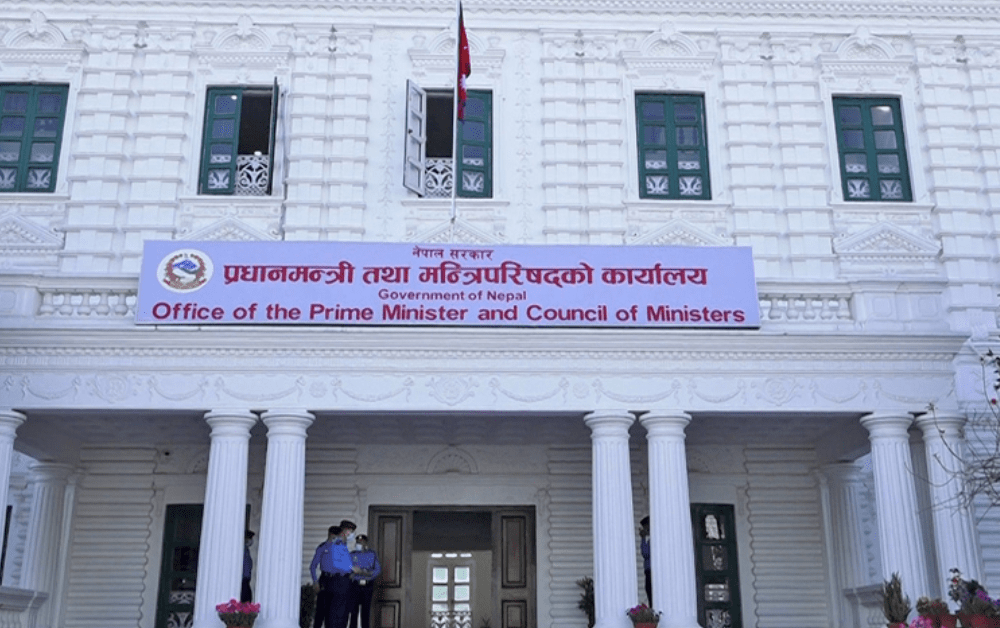 नेपाल सरकार
प्रधानमन्त्री तथा मन्त्रिपरिषदको कार्यालय
Government of Nepal
Office of the Prime Minister and Council of Ministers